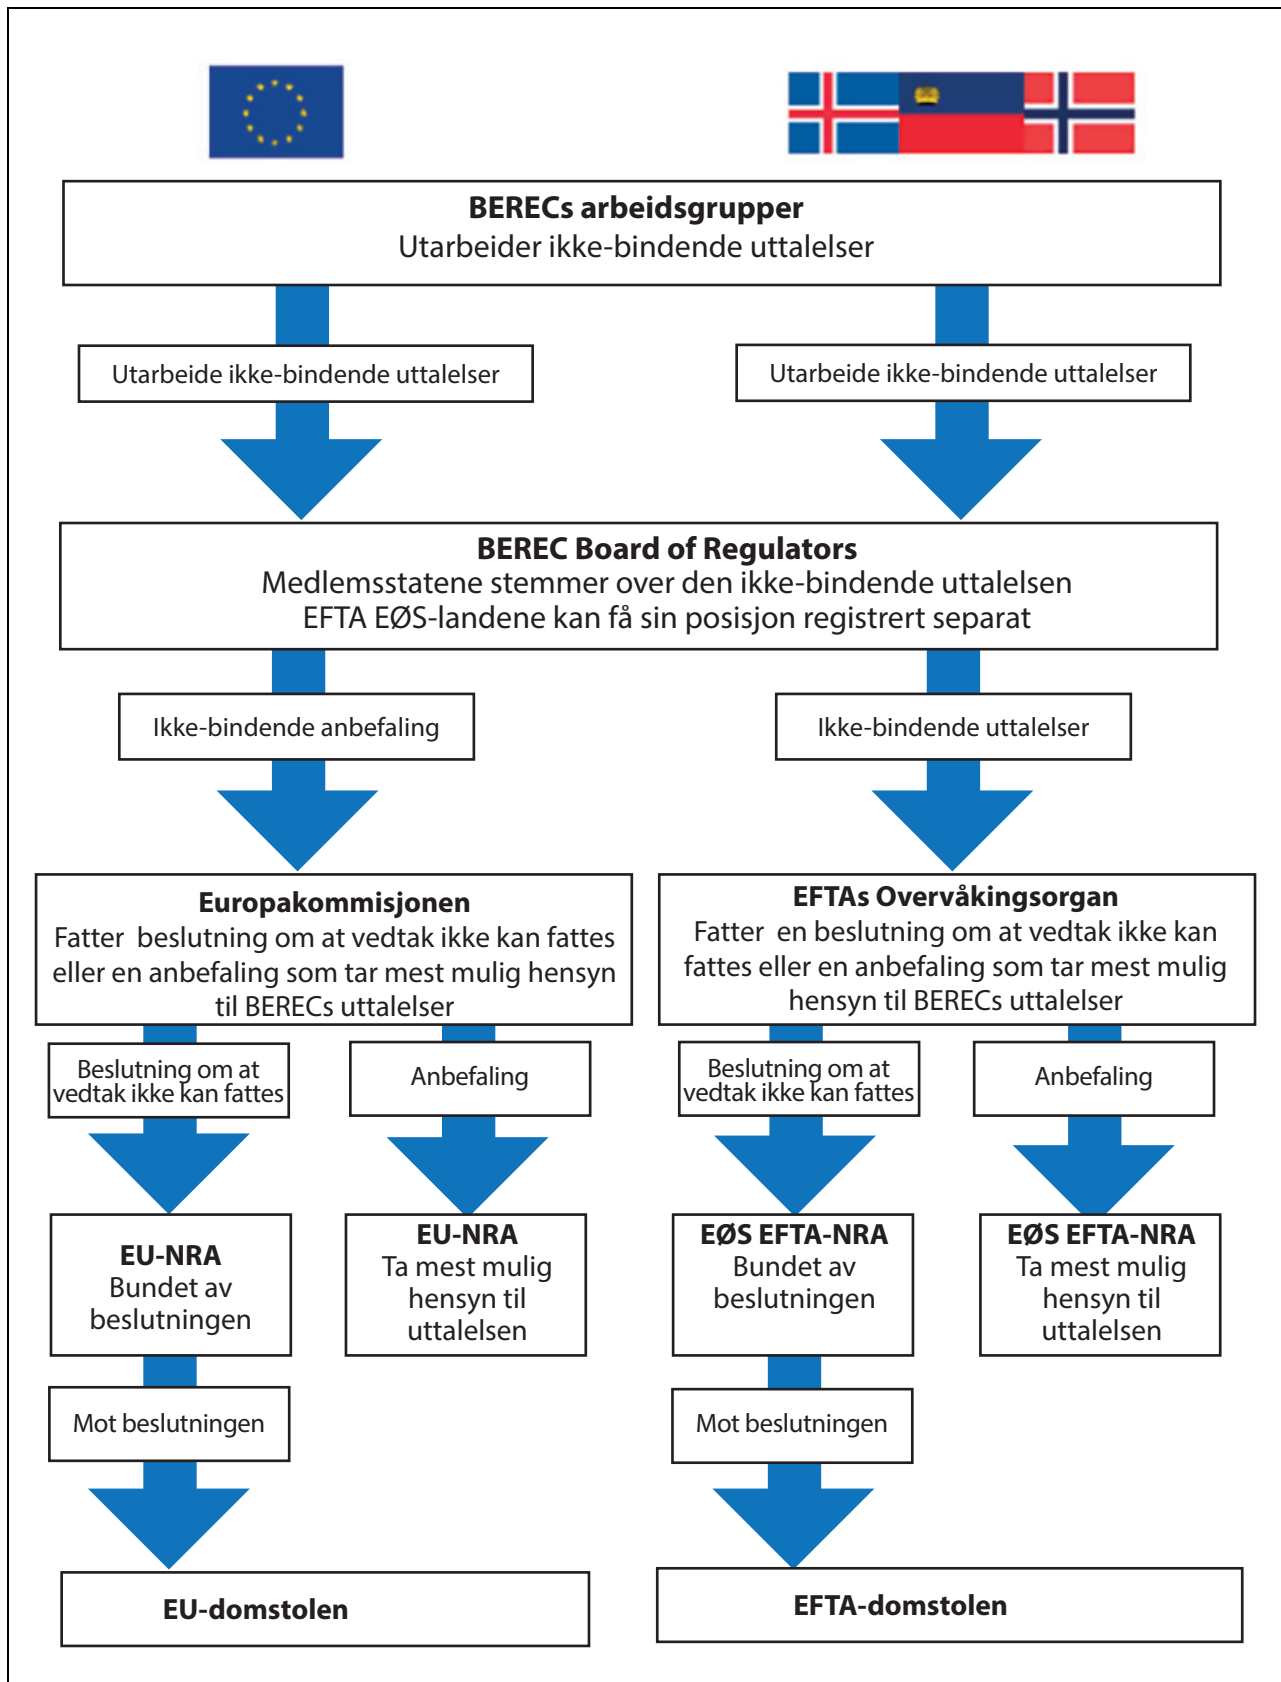 BERECs arbeidsgrupper
Utarbeider ikke-bindende uttalelser
Utarbeide ikke-bindende uttalelser
Utarbeide ikke-bindende uttalelser
BEREC Board of Regulators
Medlemsstatene stemmer over den ikke-bindende uttalelsen
EFTA EØS-landene kan få sin posisjon registrert separat
Ikke-bindende anbefaling
Ikke-bindende uttalelser
Europakommisjonen
Fatter beslutning om at vedtak ikke kan fattes
eller en anbefaling som tar mest mulig hensyn
til BERECs uttalelser
EFTAs Overvåkingsorgan
Fatter en beslutning om at vedtak ikke kan
fattes eller en anbefaling som tar mest mulig
hensyn til BERECs uttalelser
Beslutning om at
vedtak ikke kan fattes
Anbefaling
Beslutning om at
vedtak ikke kan fattes
Anbefaling
EU-NRA
Bundet av
beslutningen
EU-NRA
Ta mest mulig
hensyn til
uttalelsen
EØS EFTA-NRA
Bundet av
beslutningen
EØS EFTA-NRA
Ta mest mulig
hensyn til
uttalelsen
Mot beslutningen
Mot beslutningen
EU-domstolen
EFTA-domstolen